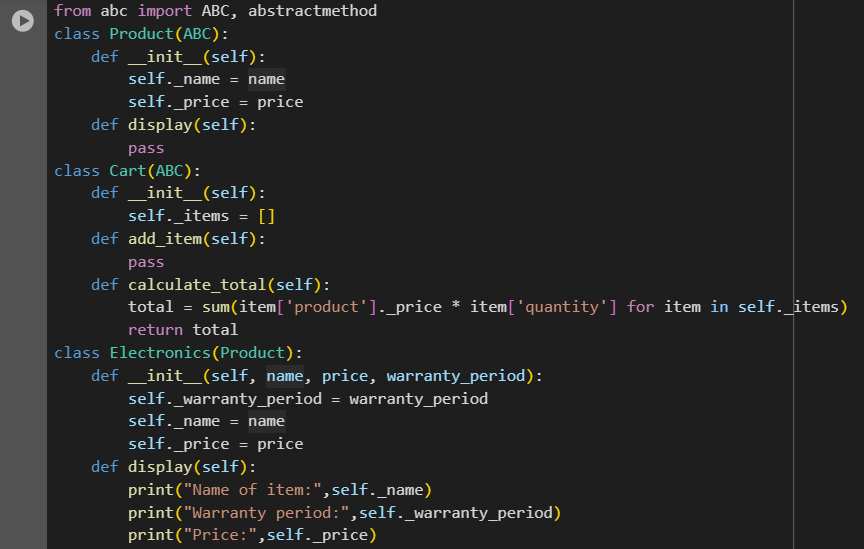 from abc import ABC, abstractmethod
class Product(ABC):
    def __init__(self):
        self._name = name
        self._price = price
    def display(self):
        pass
class Cart(ABC):
    def __init__(self):
        self._items = []
    def add_item(self):
        pass
    def calculate_total(self):
        total = sum(item['product']._price * item['quantity'] for item in self._items)
        return total
class Electronics(Product):
    def __init__(self, name, price, warranty_period):
        self._warranty_period = warranty_period
        self._name = name
        self._price = price
    def display(self):
        print("Name of item:",self._name)
        print("Warranty period:",self._warranty_period)
        print("Price:",self._price)